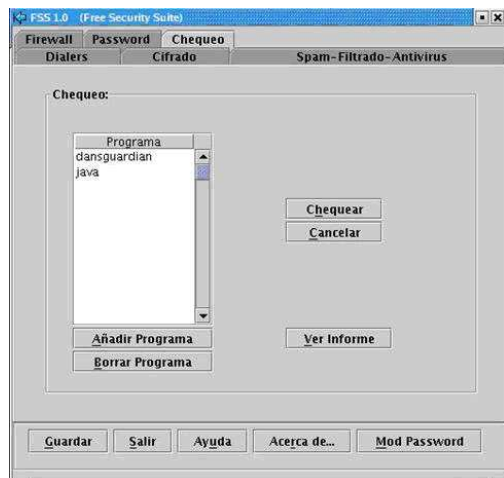 FSS 1.0 (Free Security Suite)
Firewall Password Chequeo
Dialers Cifrado Spam-Filtrado-Antivirus
Chequeo:
Programa
dansguardian
java
Chequear
Cancelar
Añadir Programa Ver Informe
Borrar Programa
Guardar Salir Ayuda Acerca de... Mod Password